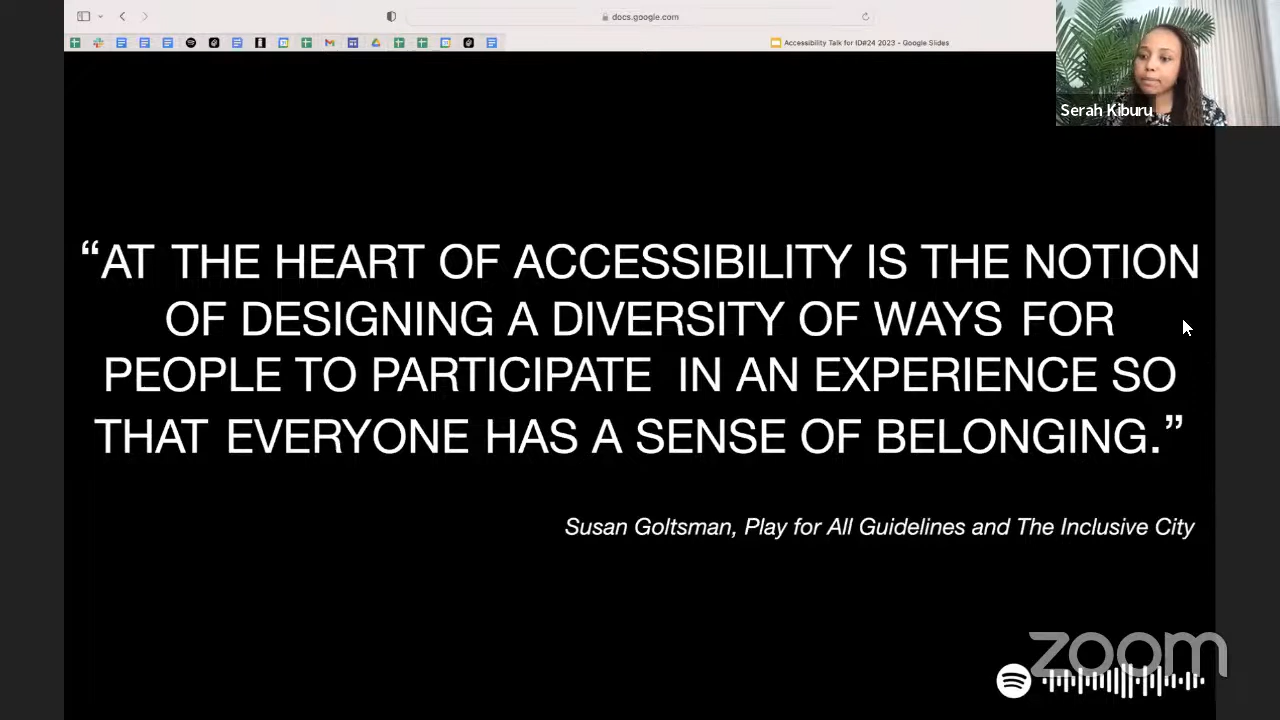 docs.google.com
Accessibility Talk for ID#24 2023 - Google Slides
Serah Kiburu
“AT THE HEART OF ACCESSIBILITY IS THE NOTION
OF DESIGNING A DIVERSITY OF WAYS FOR
PEOPLE TO PARTICIPATE IN AN EXPERIENCE SO
THAT EVERYONE HAS A SENSE OF BELONGING.”
Susan Goltsman, Play for All Guidelines and The Inclusive City
zoom